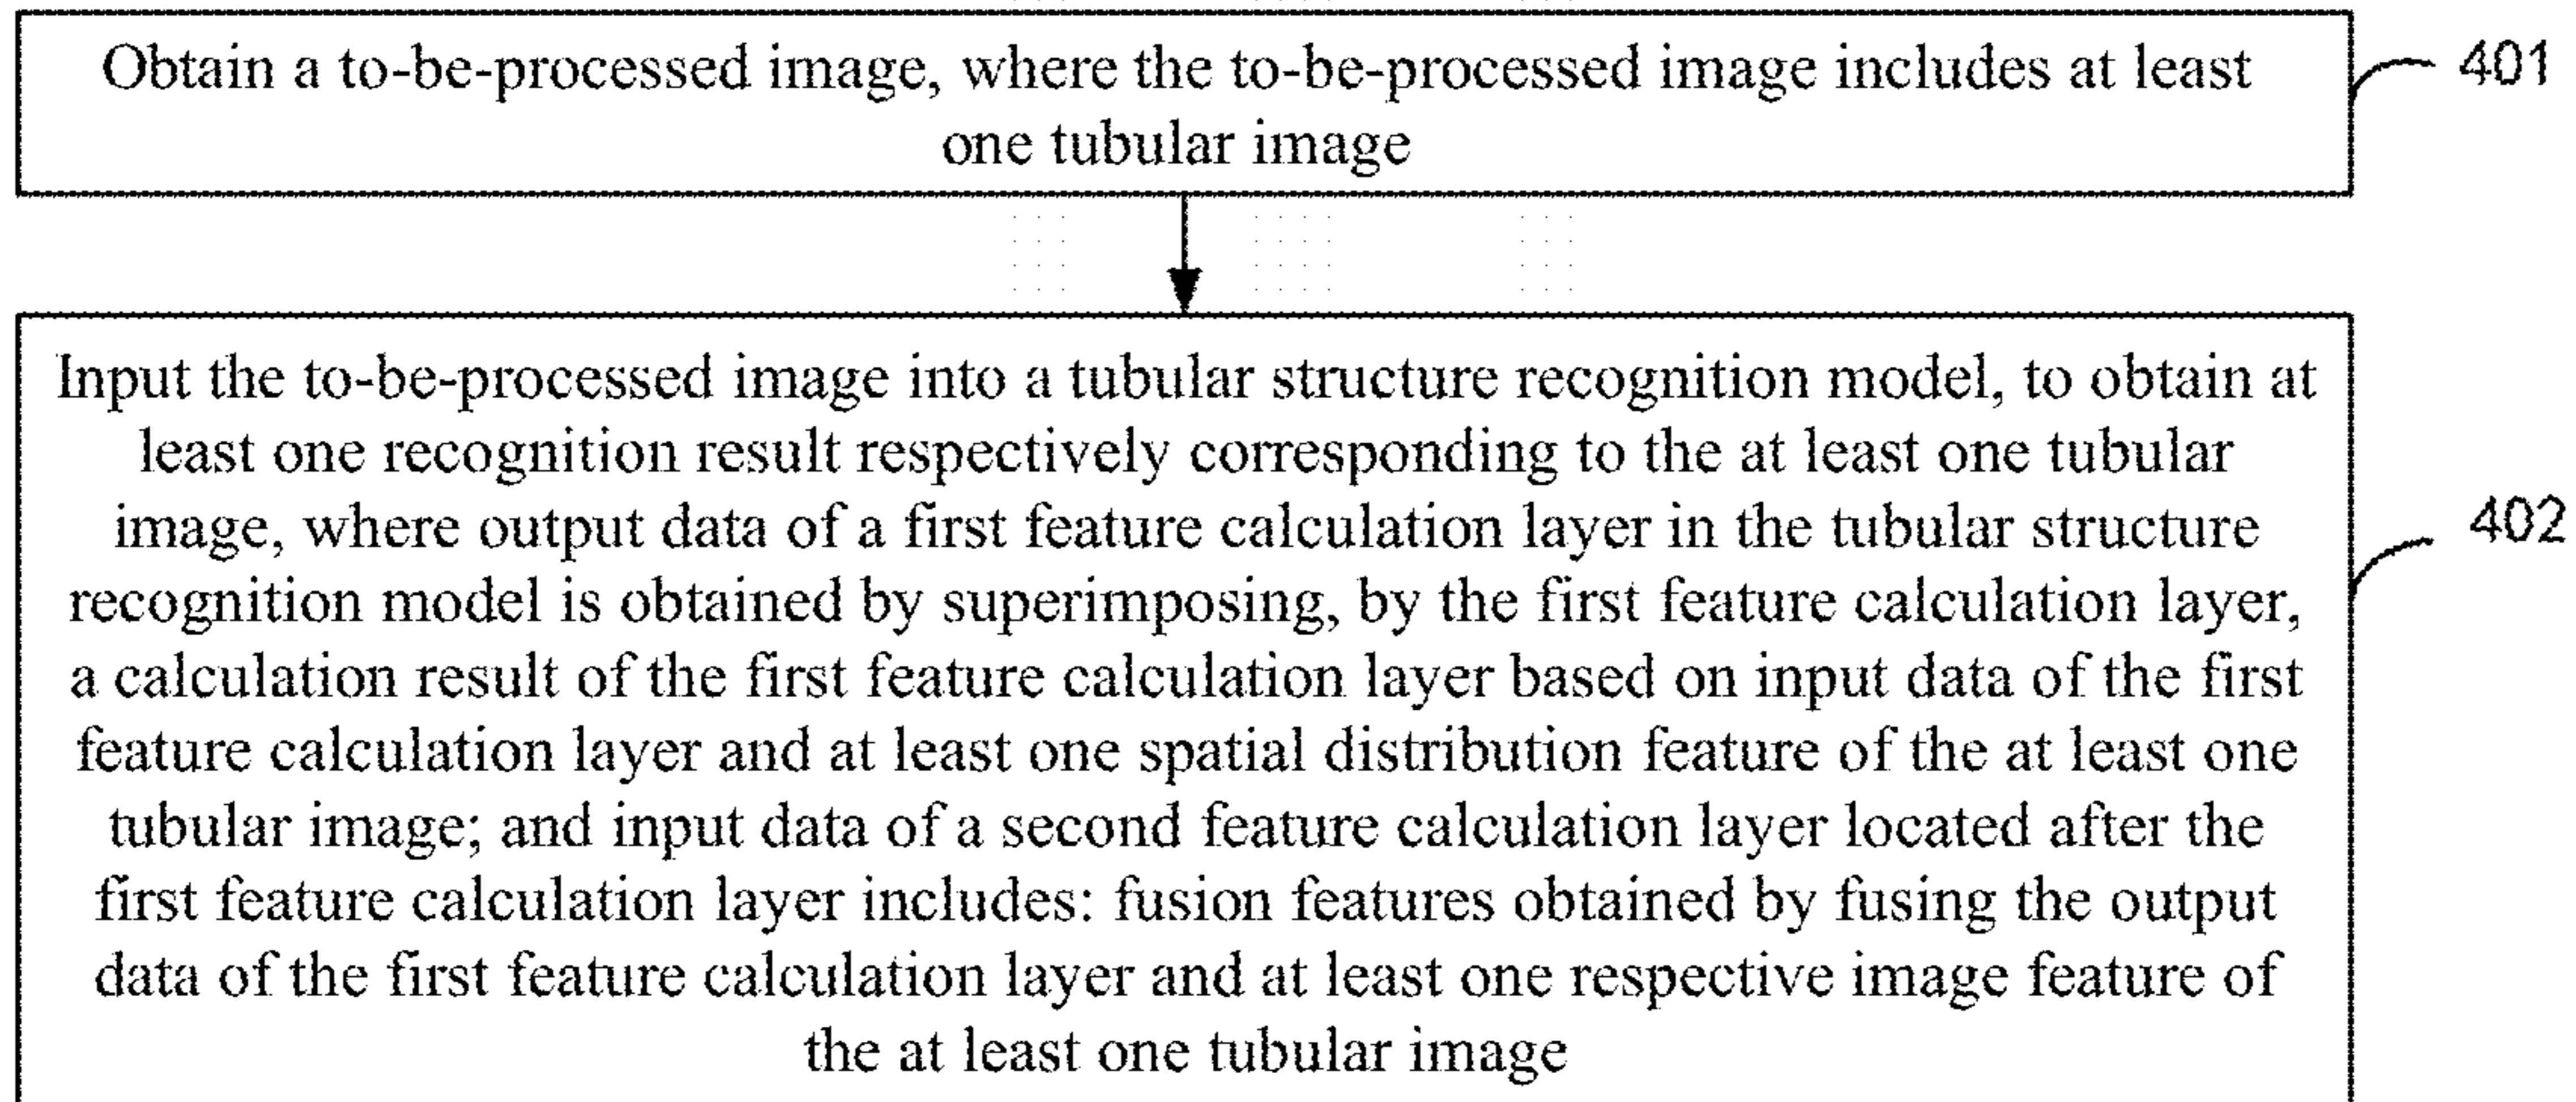 Obtain a to-be-processed image, where the to-be-processed image includes at least
one tubular image
401
Input the to-be-processed image into a tubular structure recognition model, to obtain at
least one recognition result respectively corresponding to the at least one tubular
image, where output data of a first feature calculation layer in the tubular structure
recognition model is obtained by superimposing, by the first feature calculation layer,
a calculation result of the first feature calculation layer based on input data of the first
feature calculation layer and at least one spatial distribution feature of the at least one
tubular image; and input data of a second feature calculation layer located after the
first feature calculation layer includes: fusion features obtained by fusing the output
data of the first feature calculation layer and at least one respective image feature of
the at least one tubular image
402